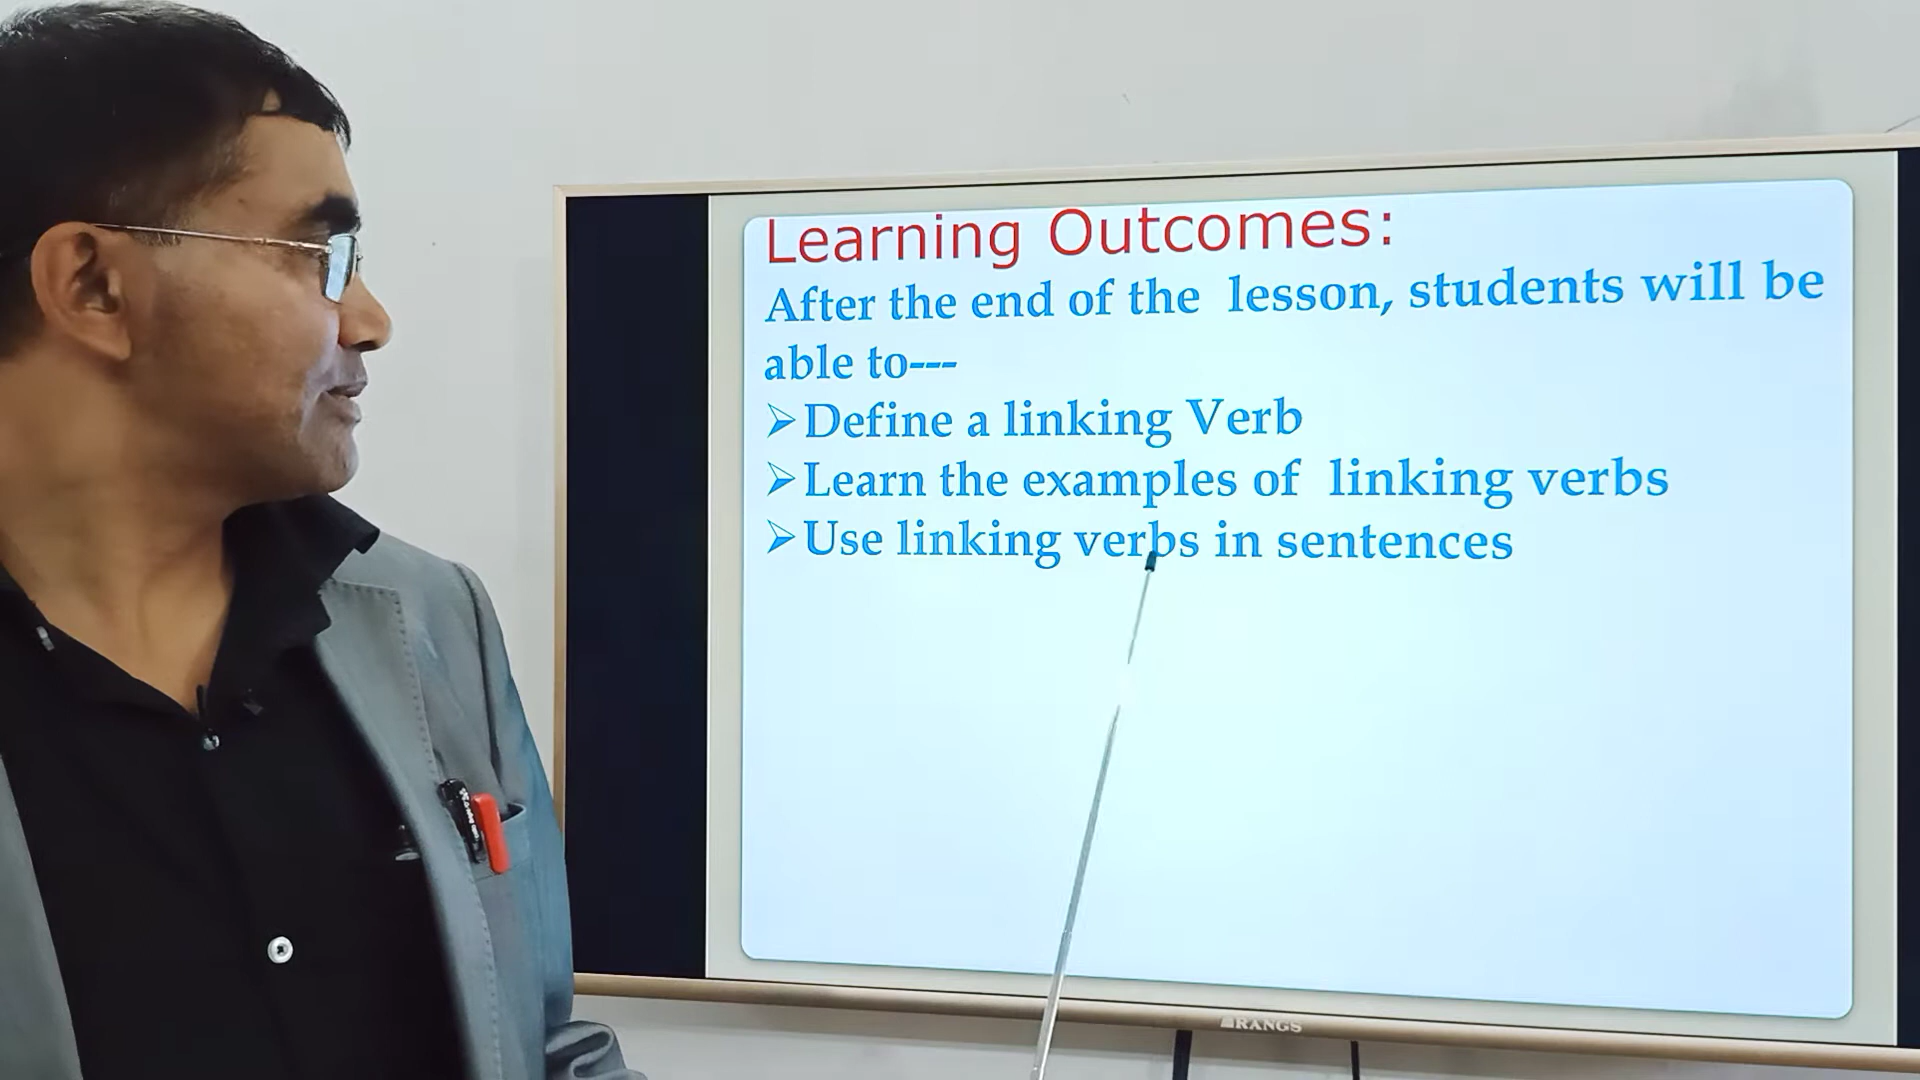 Learning Outcomes:
After the end of the lesson, students will be
able to---
➢Define a linking Verb
➢Learn the examples of linking verbs
➢Use linking verbs in sentences
RANGS